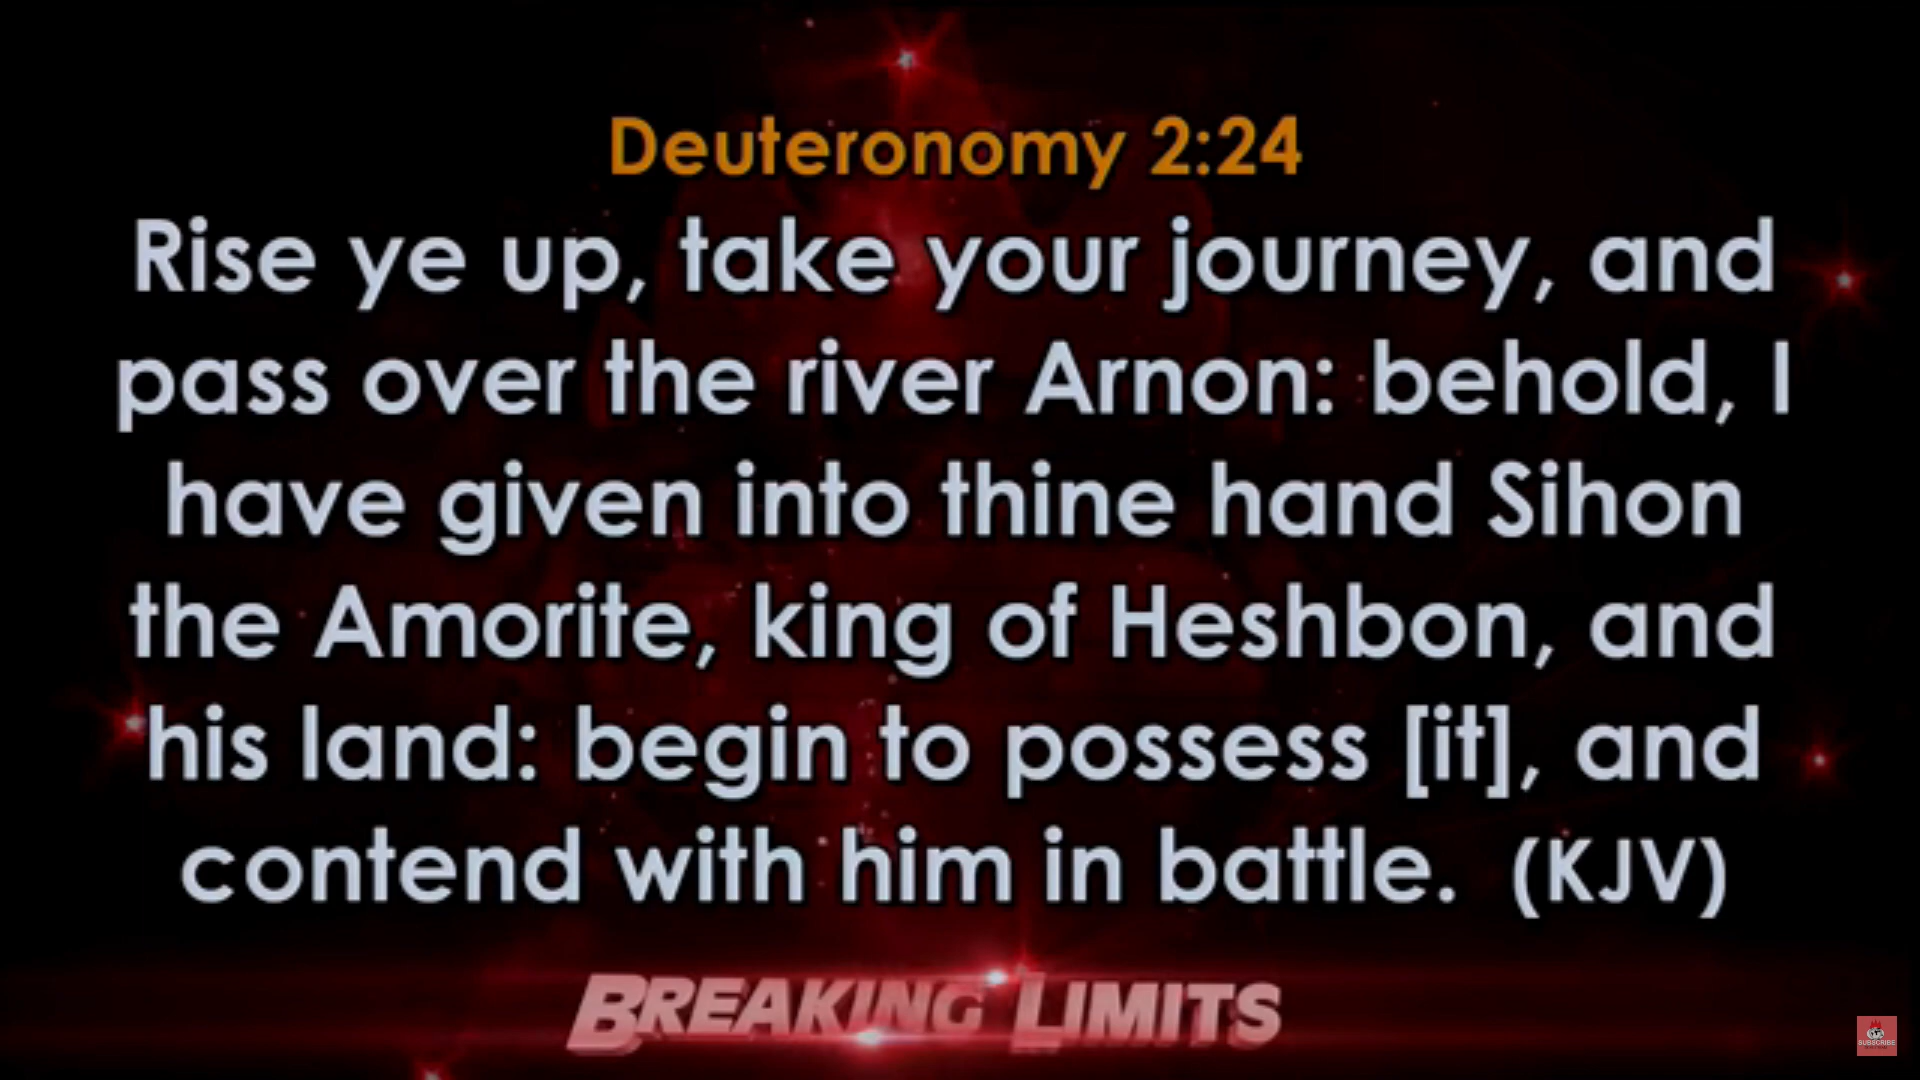 Deuteronomy 2:24
Rise ye up, take your journey, and
pass over the river Arnon: behold, I
have given into thine hand Sihon
the Amorite, king of Heshbon, and
his land: begin to possess [it], and
contend with him in battle. (KJV)
BREAKING LIMITS
SUBSCRIBE